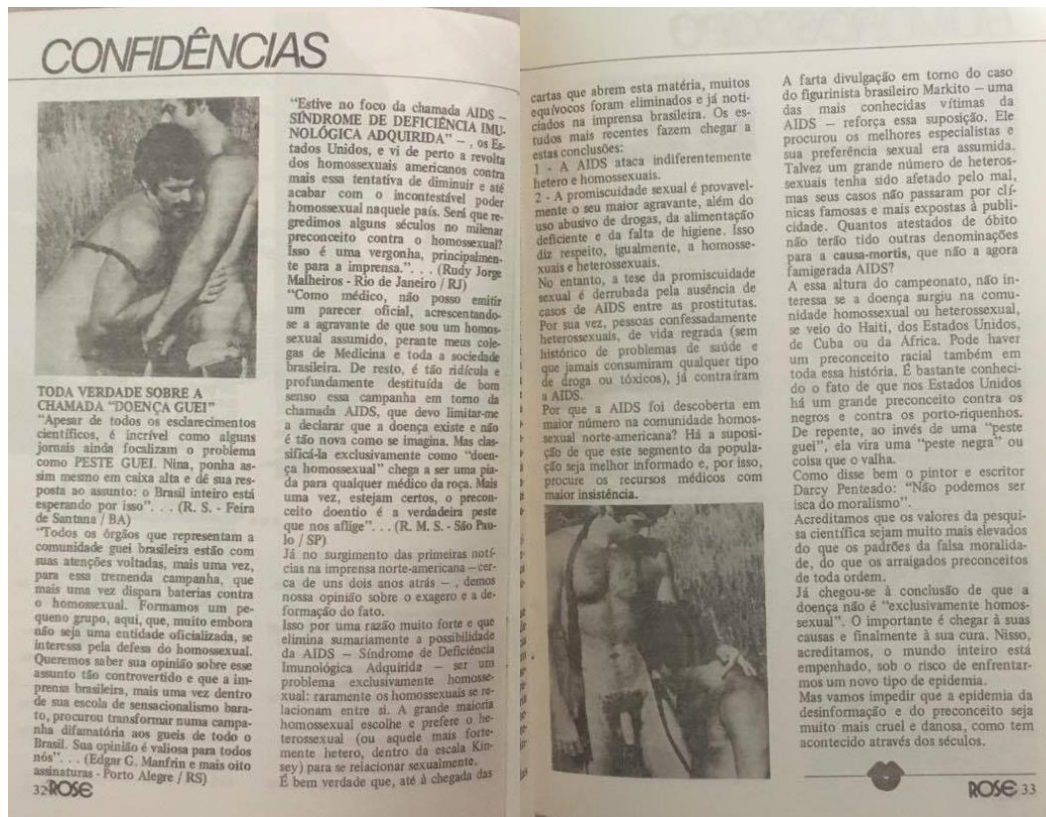 CONFIDÊNCIAS
TODA VERDADE SOBRE A
CHAMADA “DOENÇA GUEI”
“Apesar de todos os esclarecimentos
científicos, é incrível como alguns
jornais ainda focalizam o problema
como PESTE GUEI. Nina, ponha as-
sim mesmo em caixa alta e dê sua res-
posta ao assunto: o Brasil inteiro está
esperando por isso”. . . (R. S. - Feira
de Santana / BA)
“Todos os órgãos que representam a
comunidade guei brasileira estão com
suas atenções voltadas, mais uma vez,
para essa tremenda campanha, que
mais uma vez dispara baterias contra
o homossexual. Formamos um pe-
queno grupo, aqui, que, muito embora
não seja uma entidade oficializada, se
interessa pela defesa do homossexual.
Queremos saber sua opinião sobre esse
assunto tão controvertido e que a im-
prensa brasileira, mais uma vez dentro
de sua escola de sensacionalismo bara-
to, procurou transformar numa campa-
nha difamatória aos gueis de todo o
Brasil. Sua opinião é valiosa para todos
nós”. . . (Edgar G. Manfrin e mais oito
assinaturas - Porto Alegre / RS)
32 ROSE
“Estive no foco da chamada AIDS –
SÍNDROME DE DEFICIÊNCIA IMU-
NOLÓGICA ADQUIRIDA” – , os Es-
tados Unidos, e vi de perto a revolta
dos homossexuais americanos contra
mais essa tentativa de diminuir e até
acabar com o incontestável poder
homossexual naquele país. Será que re-
gredimos alguns séculos no milenar
preconceito contra o homossexual?
Isso é uma vergonha, principalmen-
te para a imprensa.”. . . (Rudy Jorge
Malheiros - Rio de Janeiro / RJ)
“Como médico, não posso emitir
um parecer oficial, acrescentando-
se a agravante de que sou um homos-
sexual assumido, perante meus cole-
gas de Medicina e toda a sociedade
brasileira. De resto, é tão ridícula e
profundamente destituída de bom
senso essa campanha em torno da
chamada AIDS, que devo limitar-me
a declarar que a doença existe e não
é tão nova como se imagina. Mas clas-
sificá-la exclusivamente como “doen-
ça homossexual” chega a ser uma pia-
da para qualquer médico da roça. Mais
uma vez, estejam certos, o precon-
ceito doentio é a verdadeira peste
que nos aflige”. . . (R. M. S. - São Pau-
lo / SP)
Já no surgimento das primeiras notí-
cias na imprensa norte-americana – cer-
ca de uns dois anos atrás – , demos
nossa opinião sobre o exagero e a de-
formação do fato.
Isso por uma razão muito forte e que
elimina sumariamente a possibilidade
da AIDS – Síndrome de Deficiência
Imunológica Adquirida – ser um
problema exclusivamente homosse-
xual: raramente os homossexuais se re-
lacionam entre si. A grande maioria
homossexual escolhe e prefere o he-
terossexual (ou aquele mais forte-
mente hetero, dentro da escala Kin-
sey) para se relacionar sexualmente.
É bem verdade que, até à chegada das
cartas que abrem esta matéria, muitos
equívocos foram eliminados e já noti-
ciados na imprensa brasileira. Os es-
tudos mais recentes fazem chegar a
estas conclusões:
1 - A AIDS ataca indiferentemente
hetero e homossexuais.
2 - A promiscuidade sexual é provavel-
mente o seu maior agravante, além do
uso abusivo de drogas, da alimentação
deficiente e da falta de higiene. Isso
diz respeito, igualmente, a homosse-
xuais e heterossexuais.
No entanto, a tese da promiscuidade
sexual é derrubada pela ausência de
casos de AIDS entre as prostitutas.
Por sua vez, pessoas confessadamente
heterossexuais, de vida regrada (sem
histórico de problemas de saúde e
que jamais consumiram qualquer tipo
de droga ou tóxicos), já contraíram
a AIDS.
Por que a AIDS foi descoberta em
maior número na comunidade homos-
sexual norte-americana? Há a suposi-
ção de que este segmento da popula-
ção seja melhor informado e, por isso,
procure os recursos médicos com
maior insistência.
A farta divulgação em torno do caso
do figurinista brasileiro Markito – uma
das mais conhecidas vítimas da
AIDS – reforça essa suposição. Ele
procurou os melhores especialistas e
sua preferência sexual era assumida.
Talvez um grande número de heteros-
sexuais tenha sido afetado pelo mal,
mas seus casos não passaram por clí-
nicas famosas e mais expostas à publi-
cidade. Quantos atestados de óbito
não terão tido outras denominações
para a causa-mortis, que não a agora
famigerada AIDS?
A essa altura do campeonato, não in-
teressa se a doença surgiu na comu-
nidade homossexual ou heterossexual,
se veio do Haiti, dos Estados Unidos,
de Cuba ou da África. Pode haver
um preconceito racial também em
toda essa história. É bastante conheci-
do o fato de que nos Estados Unidos
há um grande preconceito contra os
negros e contra os porto-riquenhos.
De repente, ao invés de uma “peste
guei”, ela vira uma “peste negra” ou
coisa que o valha.
Como disse bem o pintor e escritor
Darcy Penteado: “Não podemos ser
isca do moralismo”.
Acreditamos que os valores da pesqui-
sa científica sejam muito mais elevados
do que os padrões da falsa moralida-
de, do que os arraigados preconceitos
de toda ordem.
Já chegou-se à conclusão de que a
doença não é “exclusivamente homos-
sexual”. O importante é chegar à suas
causas e finalmente à sua cura. Nisso,
acreditamos, o mundo inteiro está
empenhado, sob o risco de enfrentar-
mos um novo tipo de epidemia.
Mas vamos impedir que a epidemia da
desinformação e do preconceito seja
muito mais cruel e danosa, como tem
acontecido através dos séculos.
ROSE 33